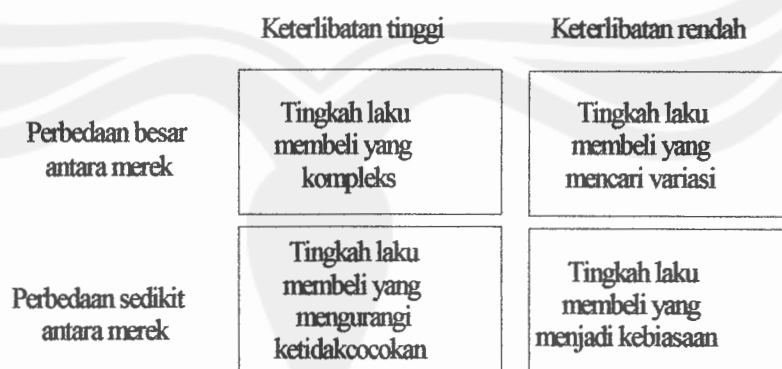 Keterlibatan tinggi
Keterlibatan rendah
Perbedaan besar
antara merek
Tingkah laku
membeli yang
kompleks
Tingkah laku
membeli yang
mencari variasi
Perbedaan sedikit
antara merek
Tingkah laku
membeli yang
mengurangi
ketidakcocokan
Tingkah laku
membeli yang
menjadi kebiasaan